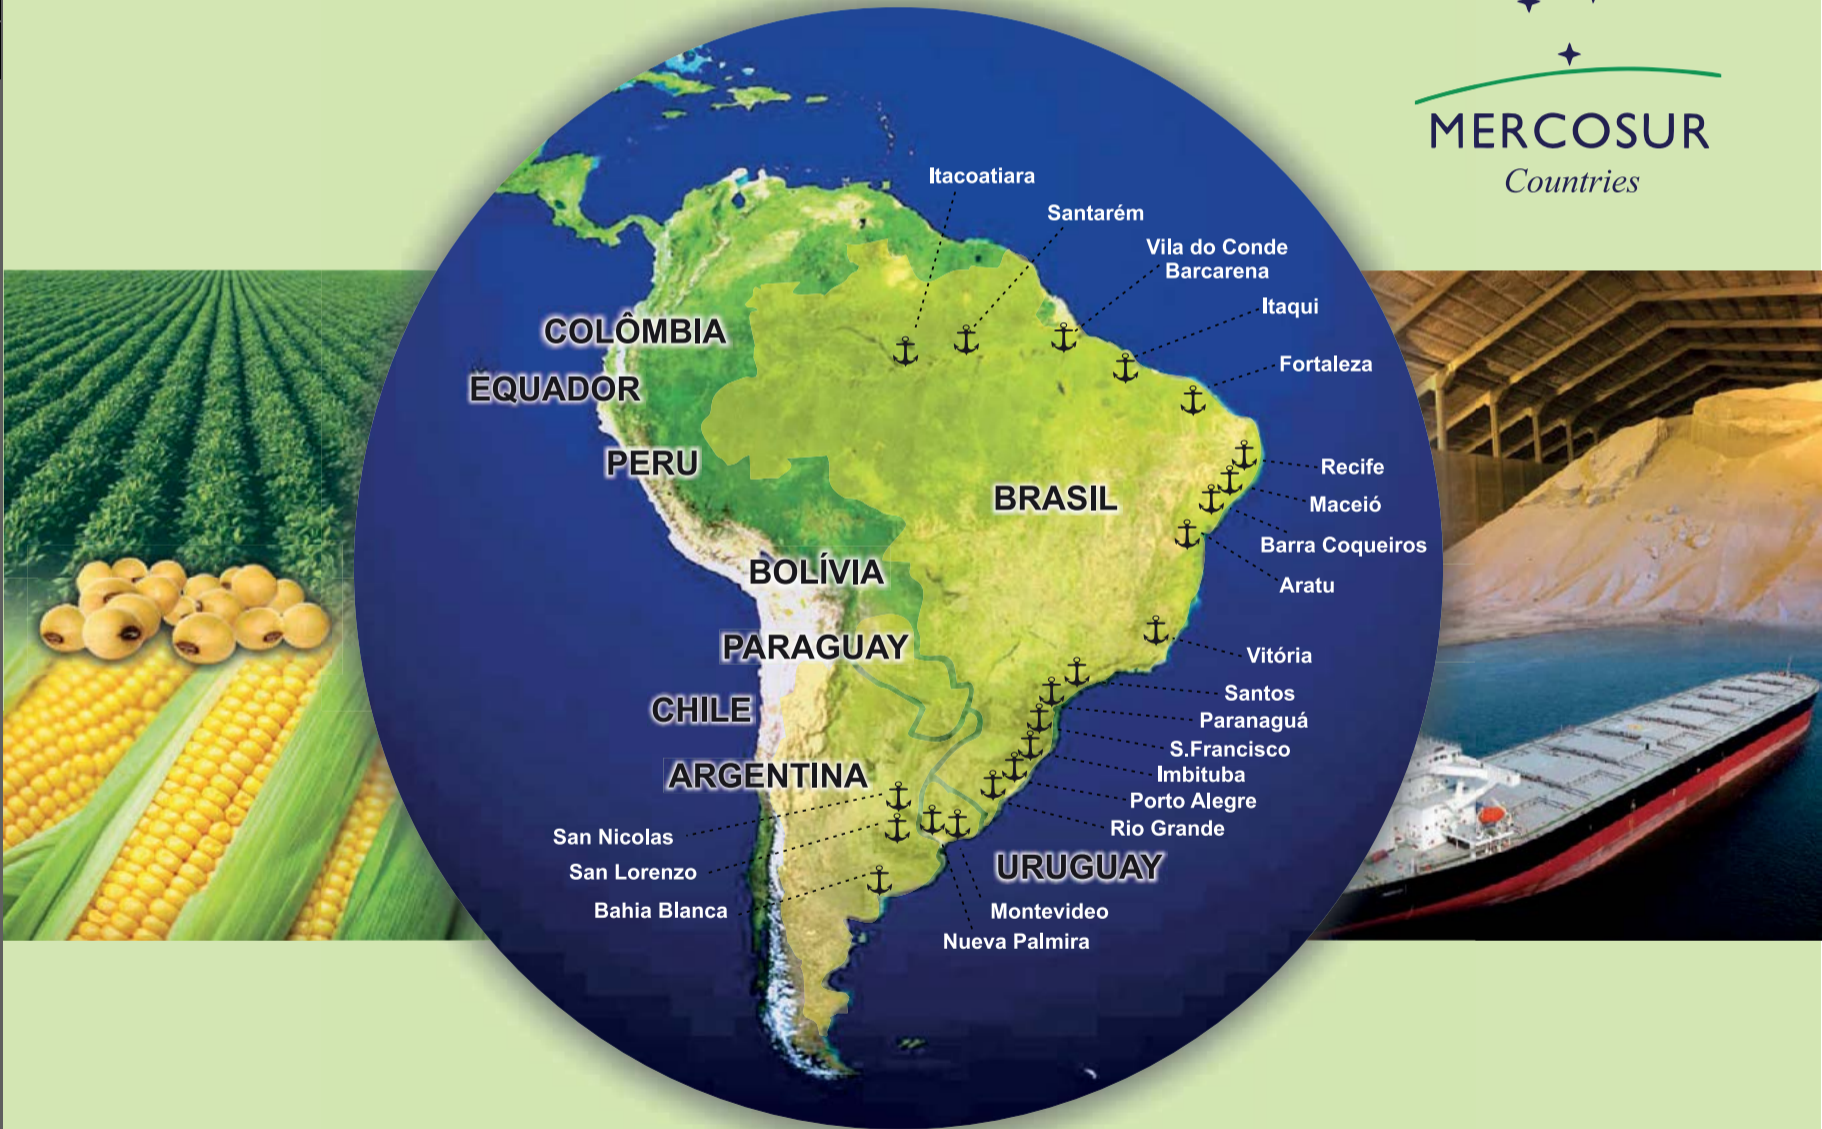 MERCOSUR
Countries
Itacoatiara
Santarém
Vila do Conde
Barcarena
Itaqui
COLÔMBIA
Fortaleza
EQUADOR
PERU
Recife
BRASIL
Maceió
Barra Coqueiros
BOLÍVIA
Aratu
PARAGUAY
Vitória
Santos
CHILE
Paranaguá
S.Francisco
ARGENTINA
Imbituba
Porto Alegre
Rio Grande
San Nicolas
URUGUAY
San Lorenzo
Bahia Blanca
Montevideo
Nueva Palmira